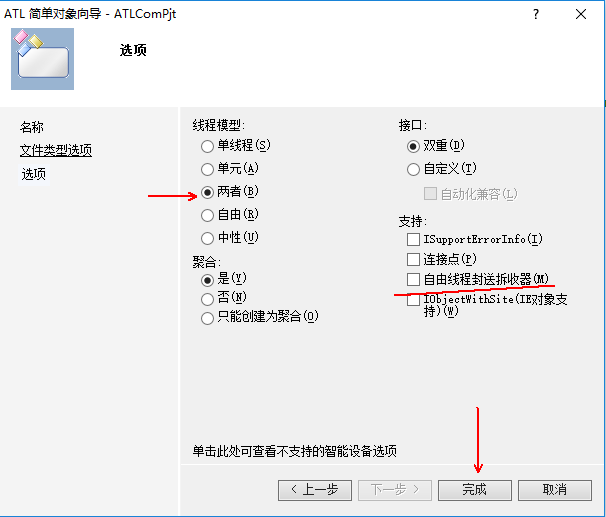 ATL 简单对象向导 - ATLComPjt
?
选项
名称
文件类型选项
选项
线程模型:
单线程(S)
单元(A)
两者(B)
自由(R)
中性(U)
聚合:
是(Y)
否(N)
只能创建为聚合(O)
接口:
双重(D)
自定义(T)
自动化兼容(L)
支持:
ISupportErrorInfo(I)
连接点(P)
自由线程封送拆收器(M)
IObjectWithSite(IE对象支
持)(W)
单击此处可查看不支持的智能设备选项
< 上一步
下一步 >
完成
取消